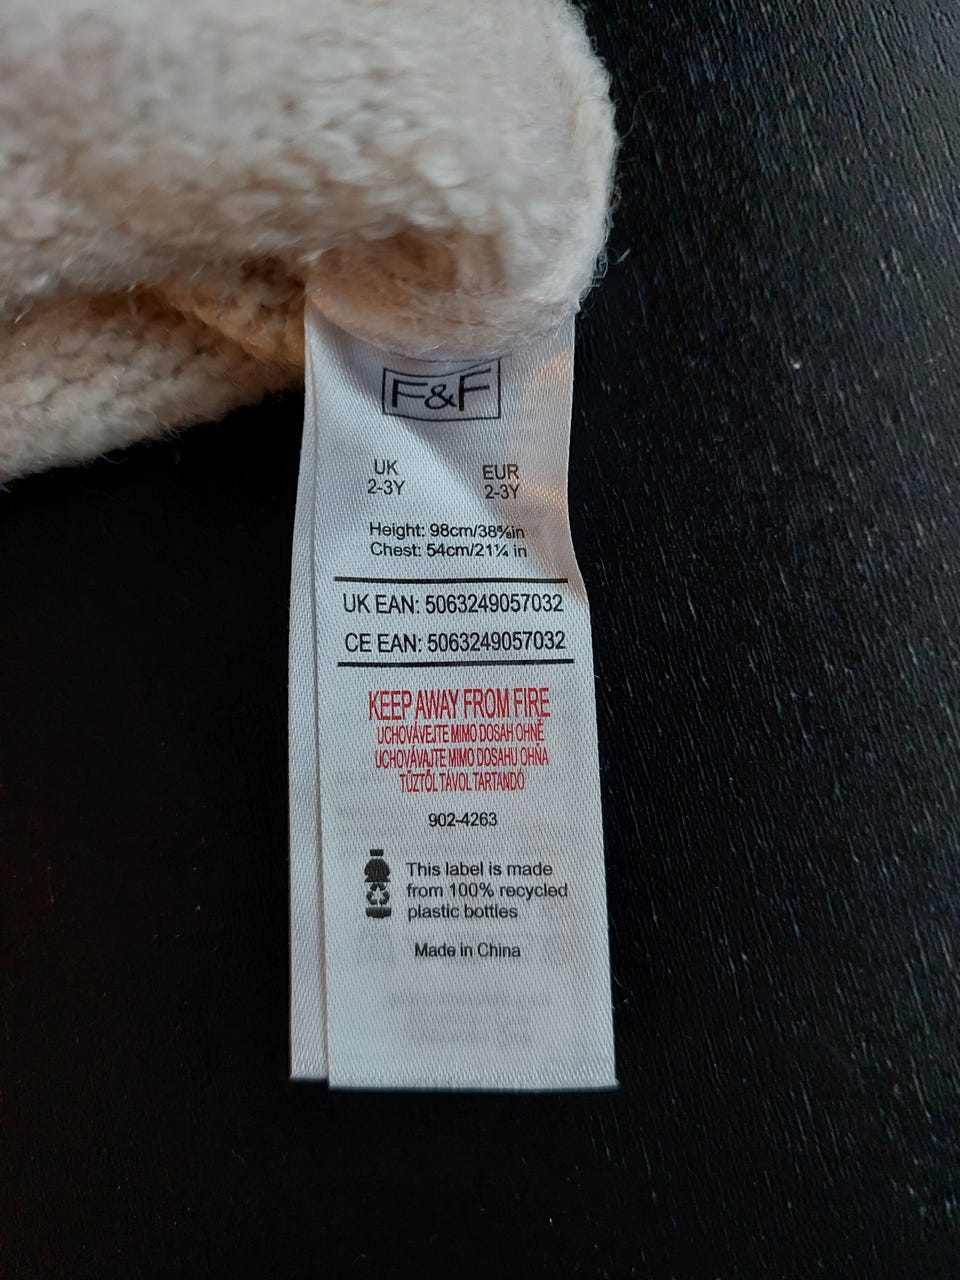 F&F
UK EUR
2-3Y 2-3Y
Height: 98cm/38⅝in
Chest: 54cm/21¼ in
UK EAN: 5063249057032
CE EAN: 5063249057032
KEEP AWAY FROM FIRE
UCHOVÁVEJTE MIMO DOSAH OHNĚ
UCHOVÁVAJTE MIMO DOSAHU OHŇA
TŰZTŐL TÁVOL TARTANDÓ
902-4263
This label is made
from 100% recycled
plastic bottles
Made in China